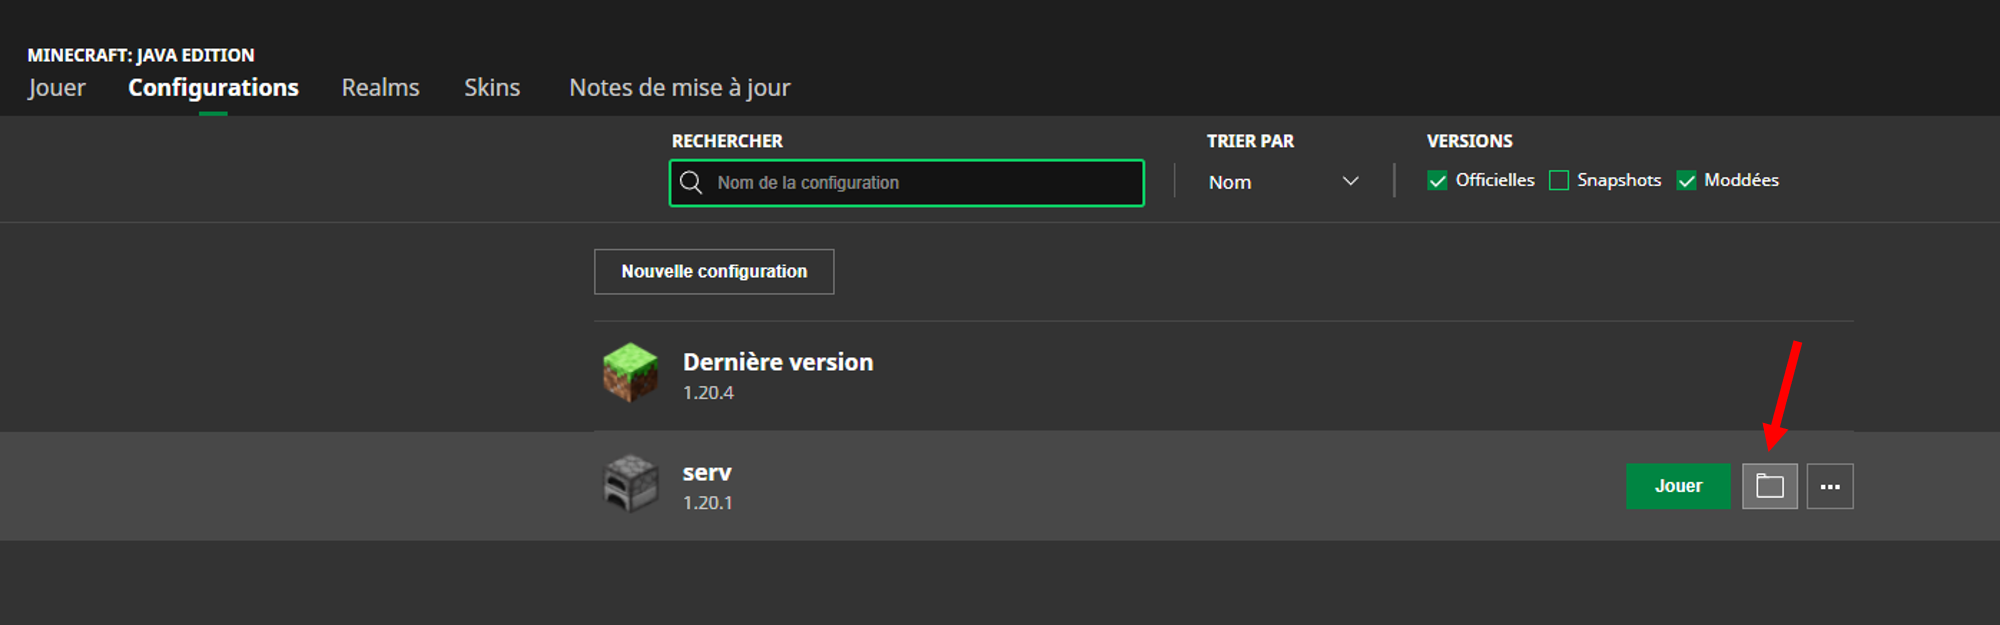 MINECRAFT: JAVA EDITION
Jouer Configurations Realms Skins Notes de mise à jour
RECHERCHER TRIER PAR VERSIONS
Nom de la configuration Nom Officielles Snapshots Moddées
Nouvelle configuration
Dernière version
1.20.4
serv
1.20.1
Jouer